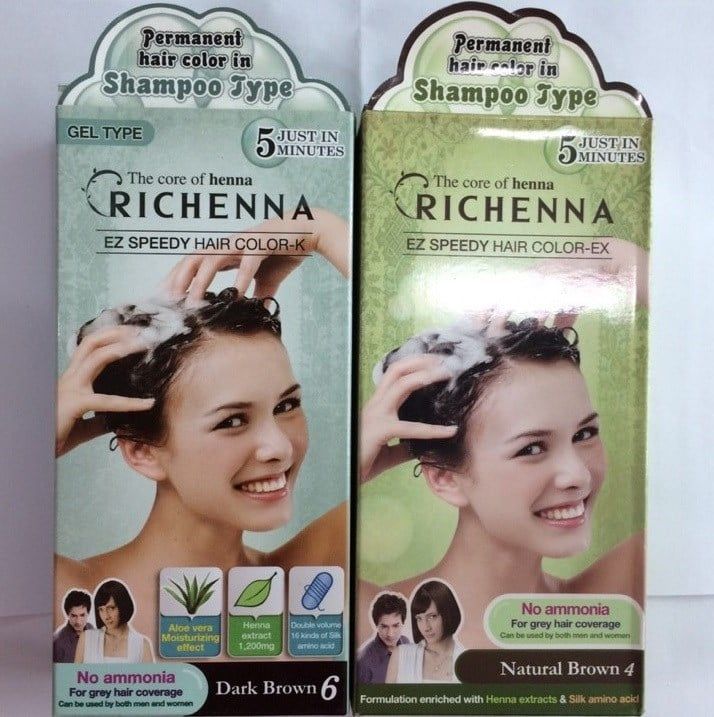 Permanent
hair color in
Shampoo Type
GEL TYPE
5 JUST IN
MINUTES
The core of henna
RICHENNA
EZ SPEEDY HAIR COLOR-K
Aloe vera
Moisturizing
effect
Henna
extract
1,200mg
Double volume
16 kinds of Silk
amino acid
No ammonia
For grey hair coverage
Can be used by both men and women
Dark Brown 6
Permanent
hair color in
Shampoo Type
5 JUST IN
MINUTES
The core of henna
RICHENNA
EZ SPEEDY HAIR COLOR-EX
No ammonia
For grey hair coverage
Can be used by both men and women
Natural Brown 4
Formulation enriched with Henna extracts & Silk amino acid